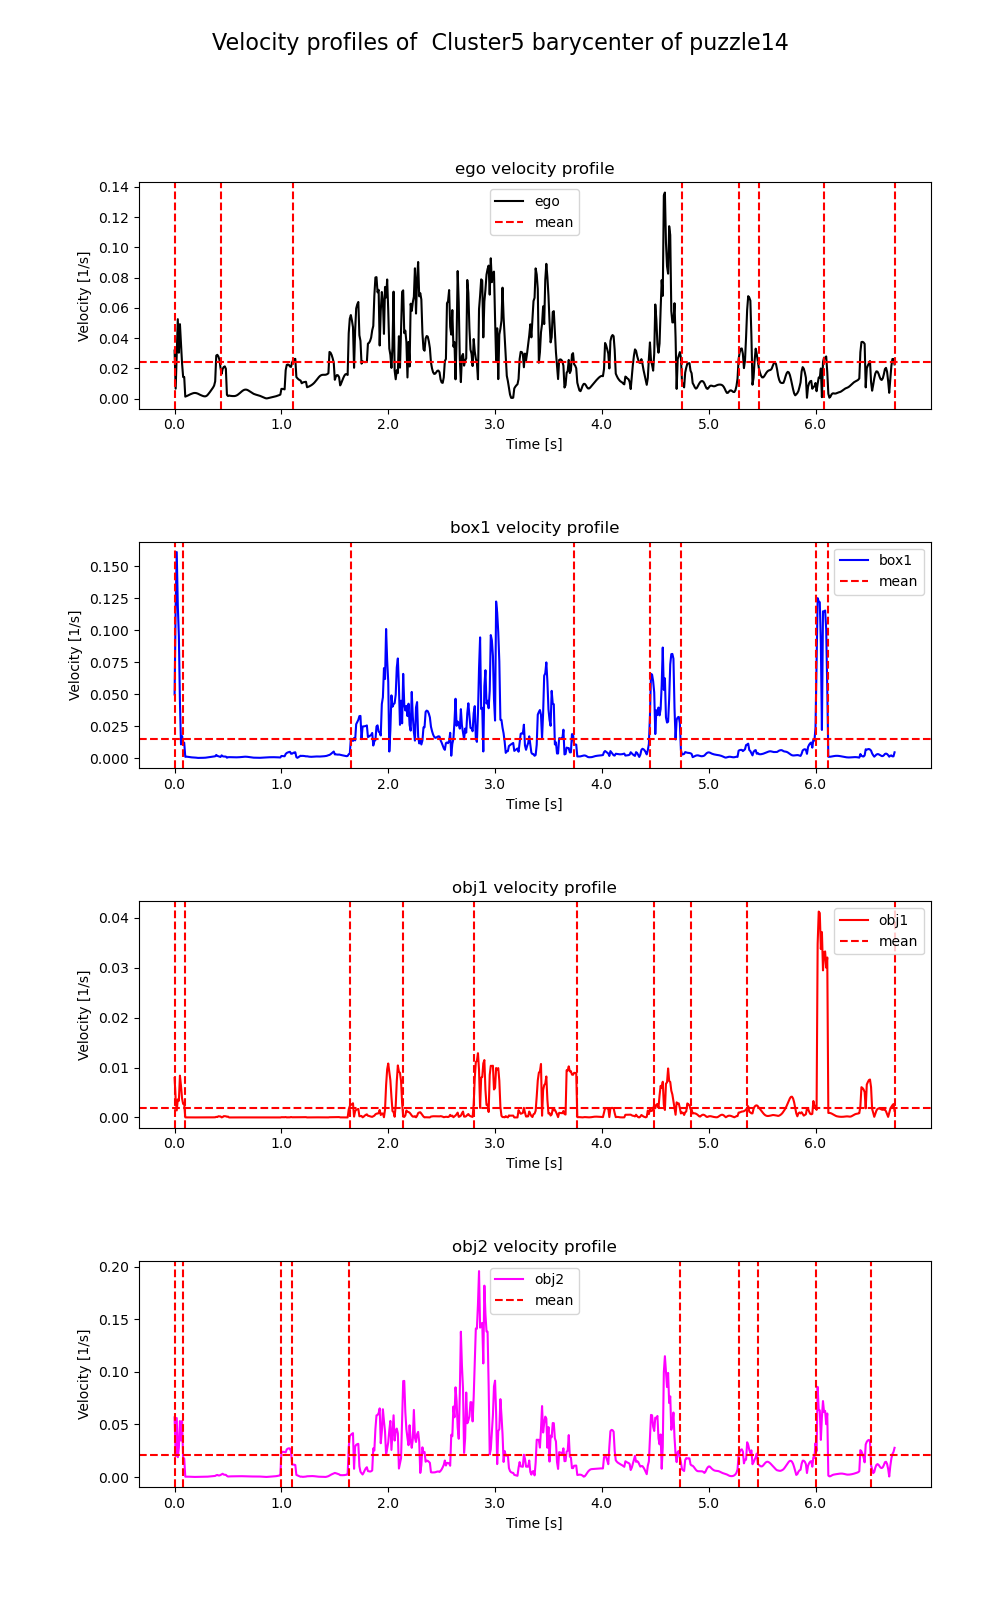 Velocity profiles of  Cluster5 barycenter of puzzle14
ego velocity profile
Velocity [1/s]
0.14
0.12
0.10
0.08
0.06
0.04
0.02
0.00
ego
mean
0.0 1.0 2.0 3.0 4.0 5.0 6.0
Time [s]
box1 velocity profile
Velocity [1/s]
0.150
0.125
0.100
0.075
0.050
0.025
0.000
box1
mean
0.0 1.0 2.0 3.0 4.0 5.0 6.0
Time [s]
obj1 velocity profile
Velocity [1/s]
0.04
0.03
0.02
0.01
0.00
obj1
mean
0.0 1.0 2.0 3.0 4.0 5.0 6.0
Time [s]
obj2 velocity profile
Velocity [1/s]
0.20
0.15
0.10
0.05
0.00
obj2
mean
0.0 1.0 2.0 3.0 4.0 5.0 6.0
Time [s]